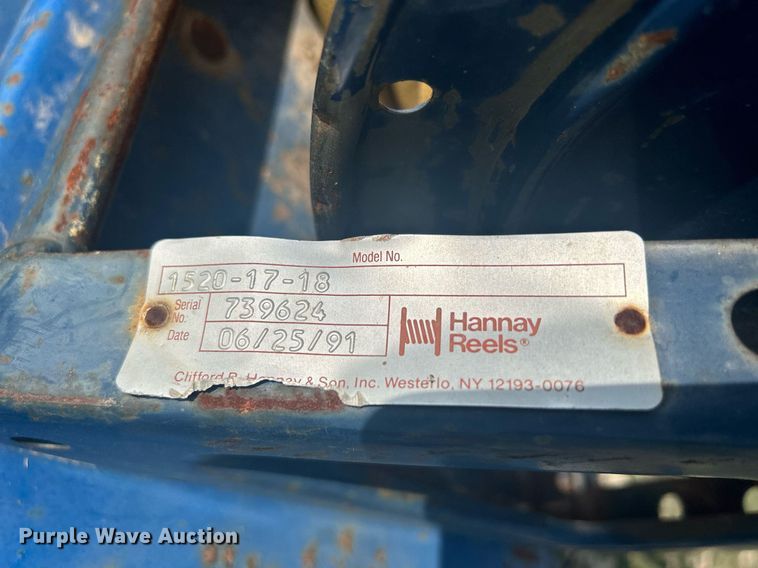 Model No.
1520-17-18
Serial No. 739624
Hannay Reels®
Date 06/25/91
Clifford R. Hannay & Son, Inc. Westerlo, NY 12193-0076
Purple Wave Auction